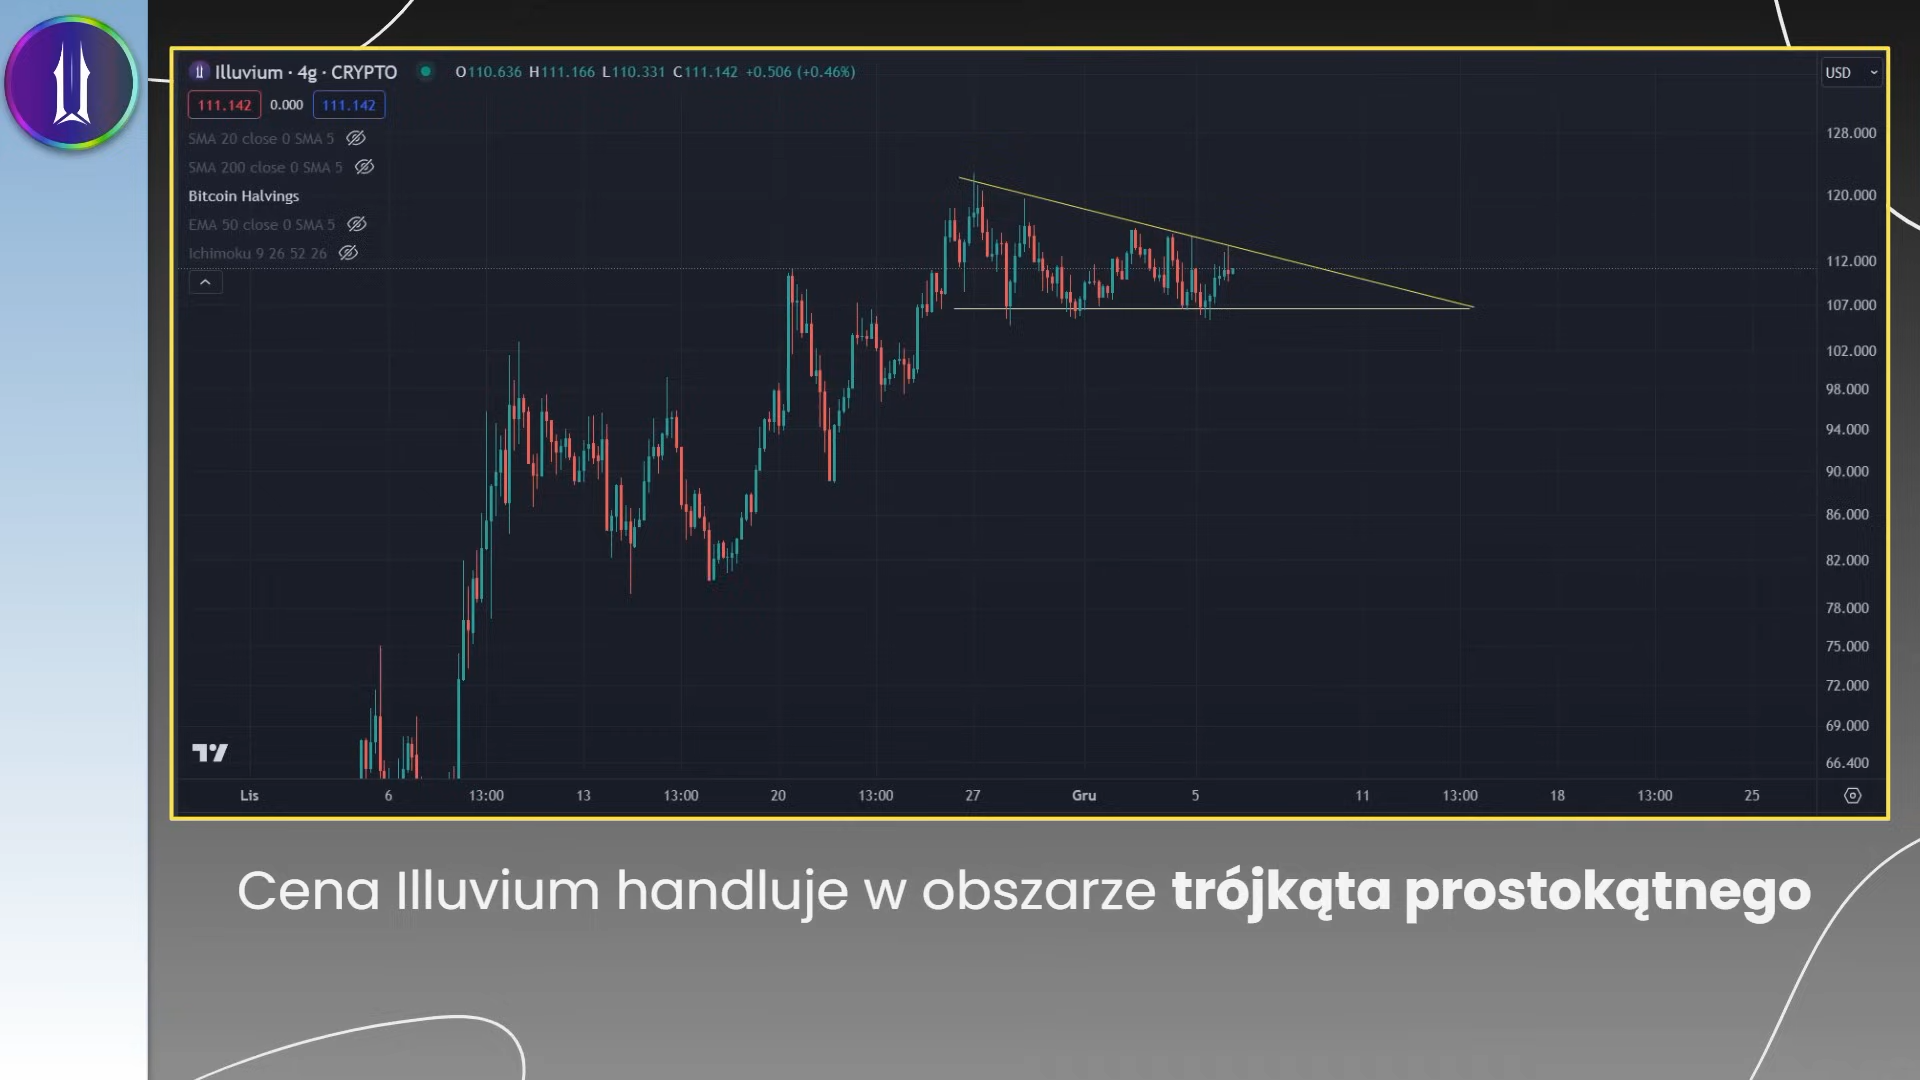 Illuvium · 4g · CRYPTO O110.636 H111.166 L110.331 C111.142 +0.506 (+0.46%)
USD
111.142 0.000 111.142
SMA 20 close 0 SMA 5
SMA 200 close 0 SMA 5
Bitcoin Halvings
EMA 50 close 0 SMA 5
Ichimoku 9 26 52 26
128.000
120.000
112.000
107.000
102.000
98.000
94.000
90.000
86.000
82.000
78.000
75.000
72.000
69.000
66.400
Lis 6 13:00 13 13:00 20 13:00 27 Gru 5 11 13:00 18 13:00 25
Cena Illuvium handluje w obszarze trójkąta prostokątnego